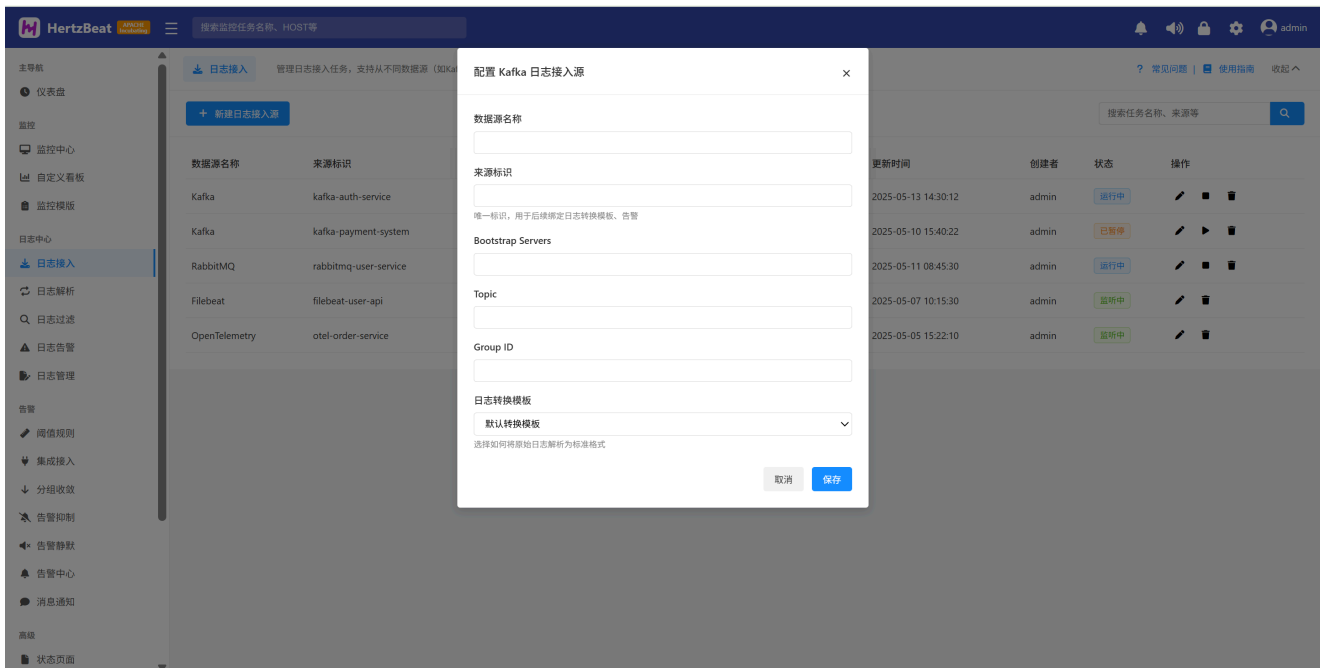 HertzBeat
搜索监控任务名称、HOST等
admin
主导航
仪表盘
监控
监控中心
自定义看板
监控模版
日志中心
日志接入
日志解析
日志过滤
日志告警
日志管理
告警
阈值规则
集成接入
分组收敛
告警抑制
告警静默
告警中心
消息通知
高级
状态页面
日志接入 管理日志接入任务，支持从不同数据源（如Kaf
? 常见问题 | 使用指南 收起
+ 新建日志接入源
搜索任务名称、来源等
数据源名称 来源标识 更新时间 创建者 状态 操作
Kafka kafka-auth-service 2025-05-13 14:30:12 admin 运行中
Kafka kafka-payment-system 2025-05-10 15:40:22 admin 已暂停
RabbitMQ rabbitmq-user-service 2025-05-11 08:45:30 admin 运行中
Filebeat filebeat-user-api 2025-05-07 10:15:30 admin 监听中
OpenTelemetry otel-order-service 2025-05-05 15:22:10 admin 监听中
配置 Kafka 日志接入源 ×
数据源名称
来源标识
唯一标识，用于后续绑定日志转换模板、告警
Bootstrap Servers
Topic
Group ID
日志转换模板
默认转换模板
选择如何将原始日志解析为标准格式
取消 保存